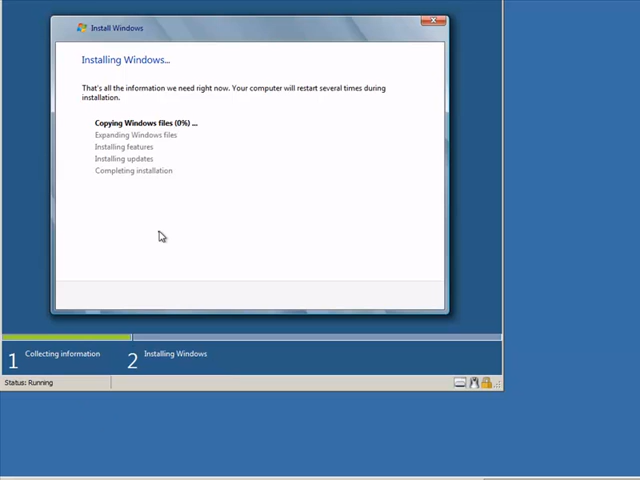 Install Windows
Installing Windows...
That's all the information we need right now. Your computer will restart several times during
installation.
Copying Windows files (0%) ...
Expanding Windows files
Installing features
Installing updates
Completing installation
1 Collecting information
2 Installing Windows
Status: Running